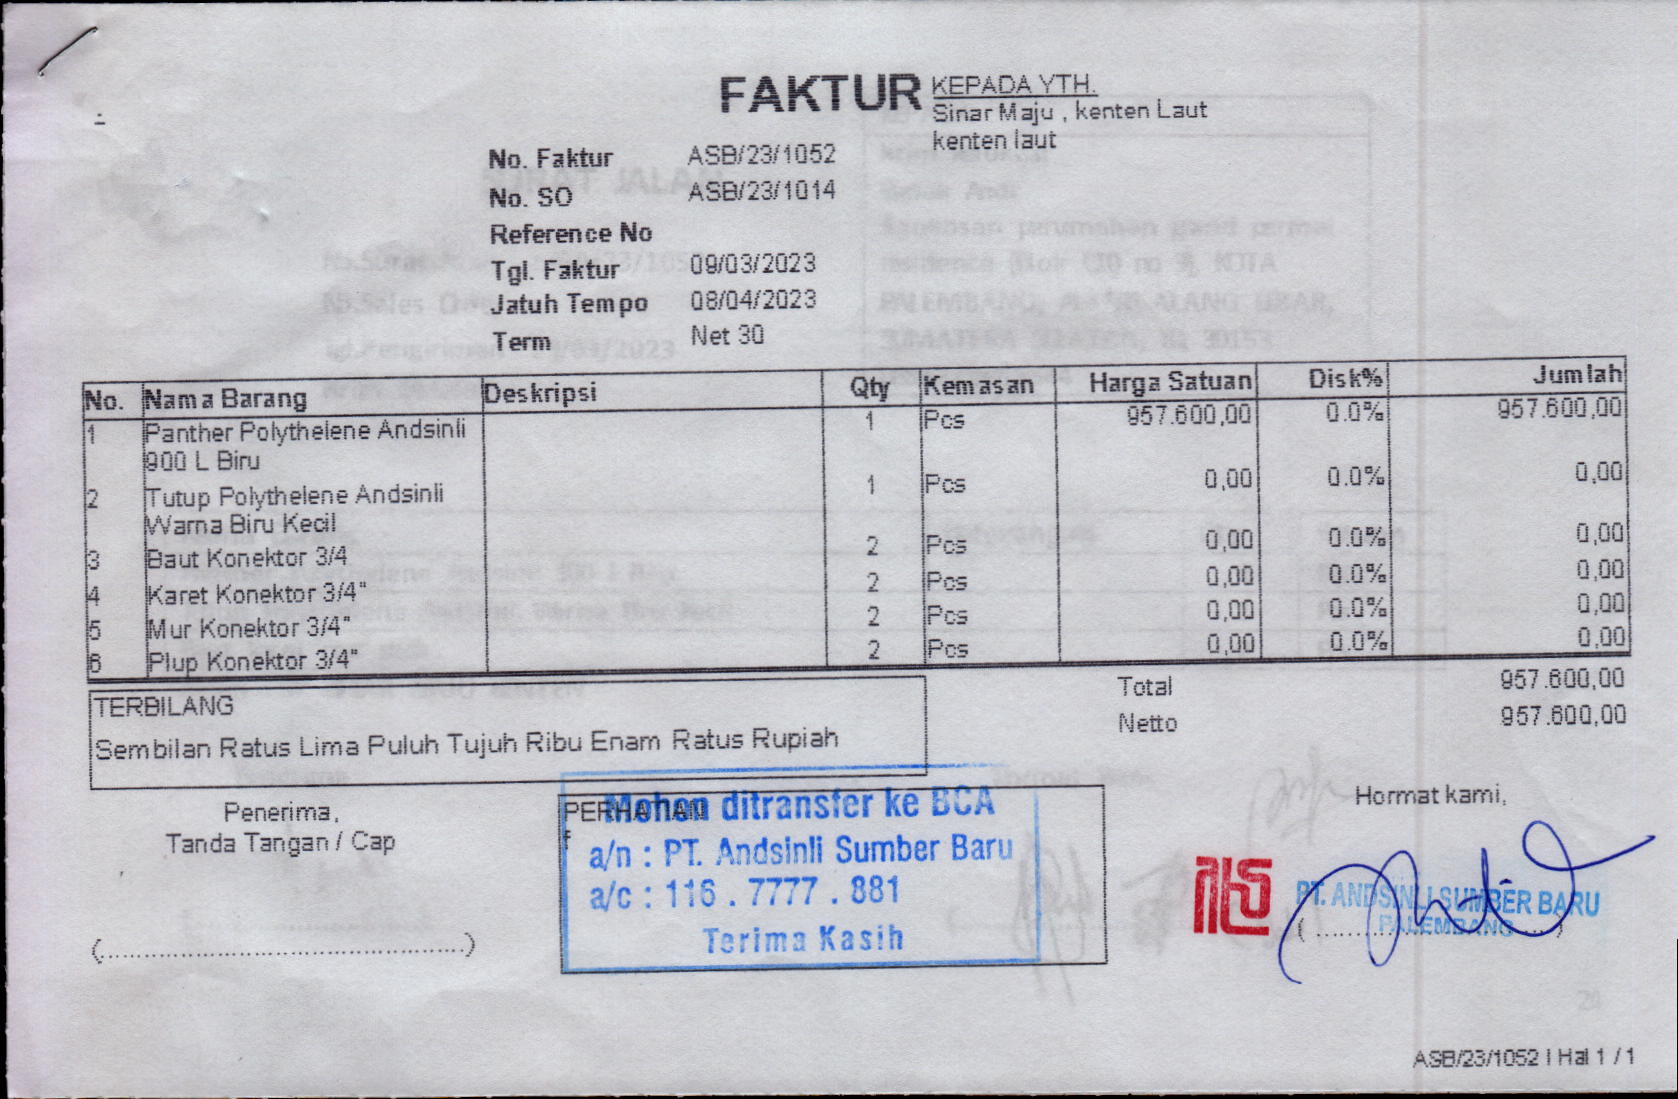 FAKTUR
KEPADA YTH.
Sinar Maju , kenten Laut
kenten laut
No. Faktur ASB/23/1052
No. SO ASB/23/1014
Reference No
Tgl. Faktur 09/03/2023
Jatuh Tempo 08/04/2023
Term Net 30
No. Nama Barang Deskripsi Qty Kemasan Harga Satuan Disk% Jumlah
1 Panther Polythelene Andsinli 1 Pcs 957.600,00 0.0% 957.600,00
900 L Biru
2 Tutup Polythelene Andsinli 1 Pcs 0,00 0.0% 0,00
Warna Biru Kecil
3 Baut Konektor 3/4 2 Pcs 0,00 0.0% 0,00
4 Karet Konektor 3/4" 2 Pcs 0,00 0.0% 0,00
5 Mur Konektor 3/4" 2 Pcs 0,00 0.0% 0,00
6 Plup Konektor 3/4" 2 Pcs 0,00 0.0% 0,00
Total 957.600,00
Netto 957.600,00
TERBILANG
Sembilan Ratus Lima Puluh Tujuh Ribu Enam Ratus Rupiah
Penerima,
Tanda Tangan / Cap
(................................................)
PERHATIAN
f
Mohon ditransfer ke BCA
a/n : PT. Andsinli Sumber Baru
a/c : 116 . 7777 . 881
Terima Kasih
Hormat kami,
PT. ANDSINLI SUMBER BARU
PALEMBANG
ASB/23/1052 | Hal 1 / 1